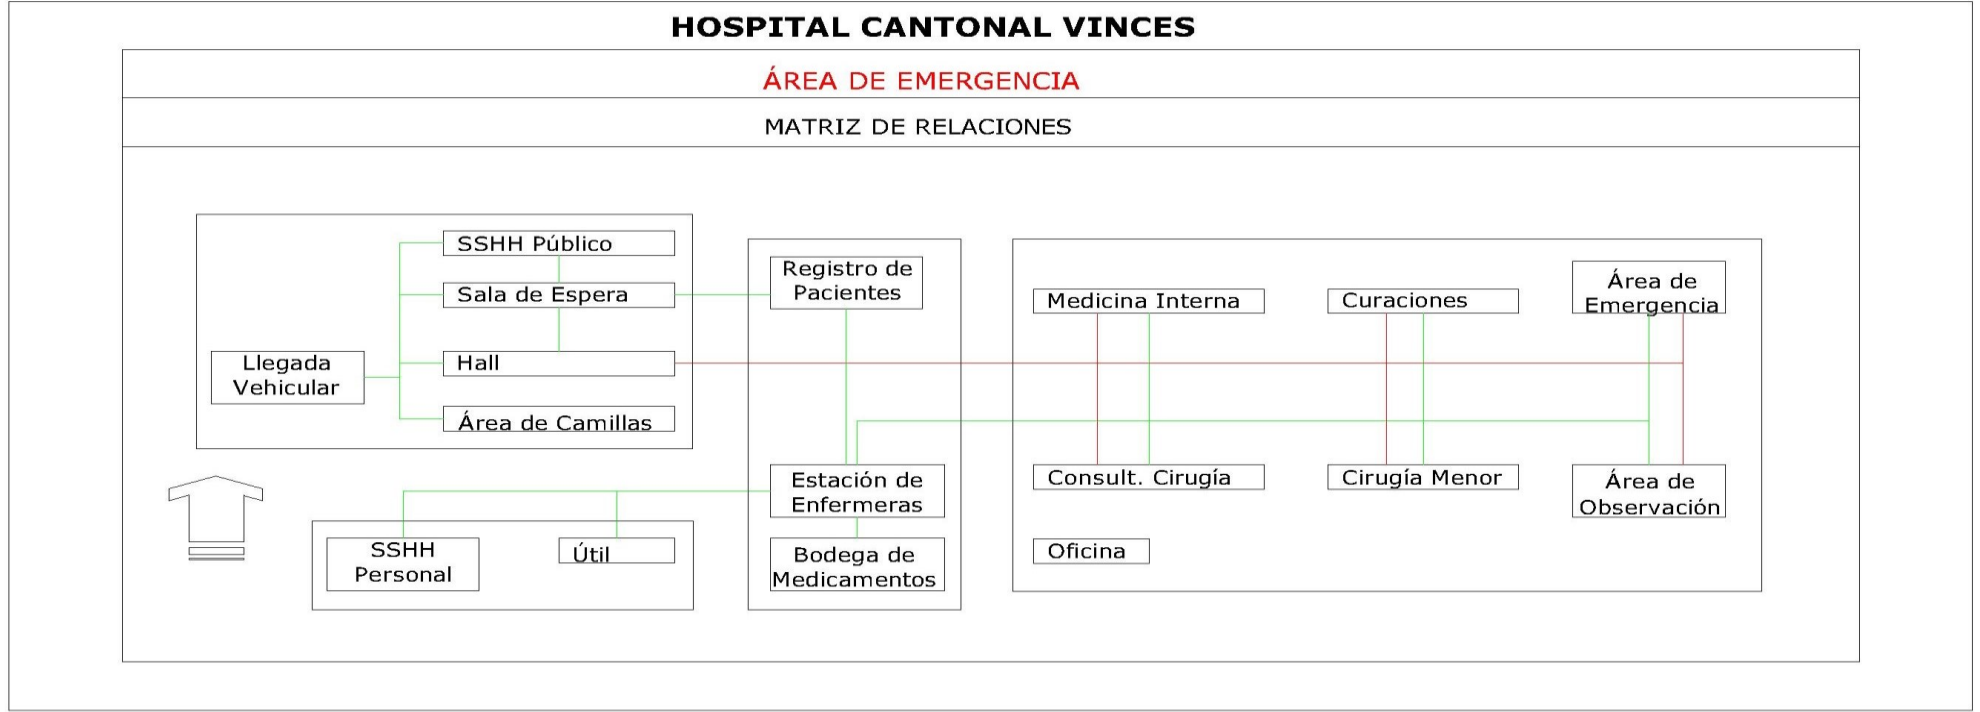 HOSPITAL CANTONAL VINCES
ÁREA DE EMERGENCIA
MATRIZ DE RELACIONES
SSHH Público
Sala de Espera
Hall
Área de Camillas
Llegada
Vehicular
SSHH
Personal
Útil
Registro de
Pacientes
Estación de
Enfermeras
Bodega de
Medicamentos
Medicina Interna
Curaciones
Área de
Emergencia
Consult. Cirugía
Cirugía Menor
Área de
Observación
Oficina